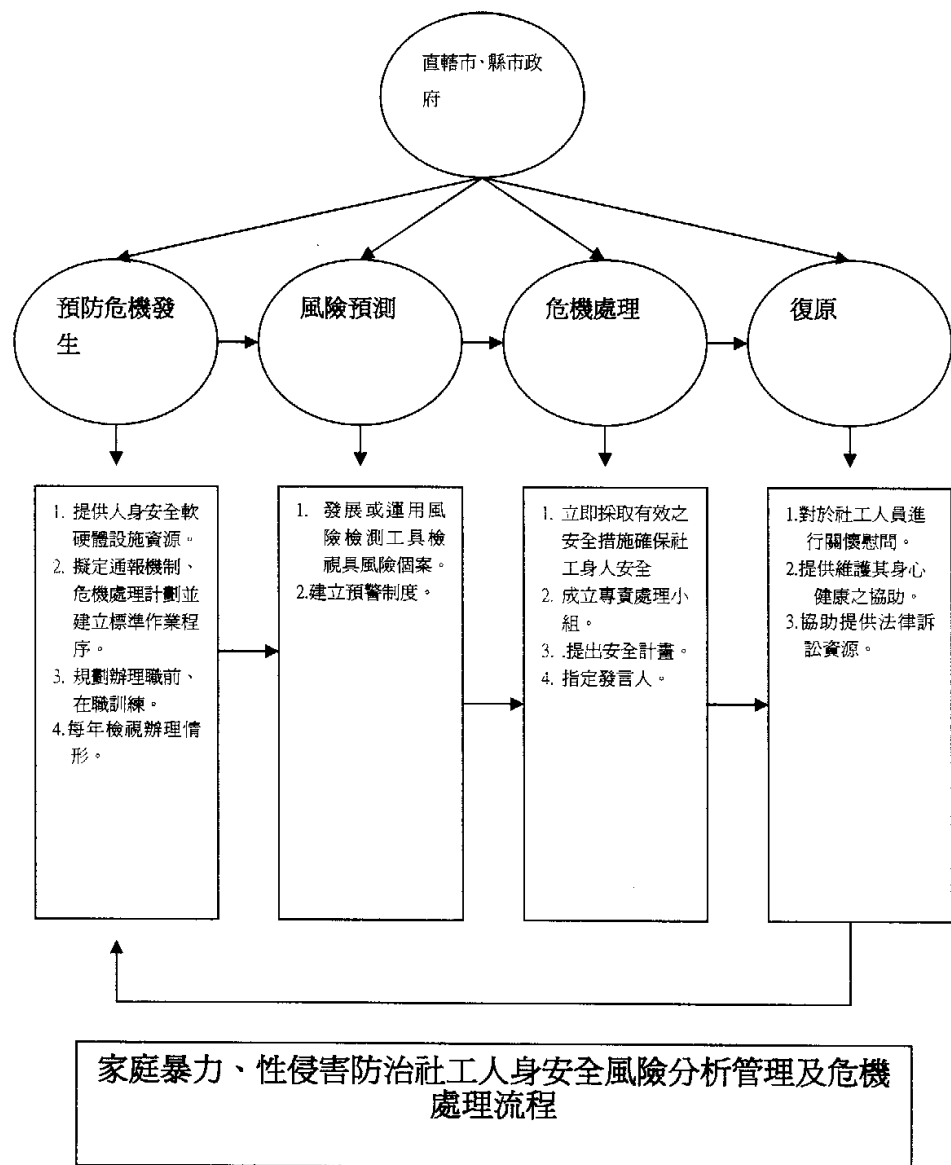 直轄市、縣市政
府
預防危機發
生
風險預測
危機處理
復原
1. 提供人身安全軟
硬體設施資源。
2. 擬定通報機制、
危機處理計劃並
建立標準作業程
序。
3. 規劃辦理職前、
在職訓練。
4.每年檢視辦理情
形。
1. 發展或運用風
險檢測工具檢
視具風險個案。
2.建立預警制度。
1. 立即採取有效之
安全措施確保社
工身人安全
2. 成立專責處理小
組。
3. .提出安全計畫。
4. 指定發言人。
1.對於社工人員進
行關懷慰問。
2.提供維護其身心
健康之協助。
3.協助提供法律訴
訟資源。
家庭暴力、性侵害防治社工人身安全風險分析管理及危機
處理流程